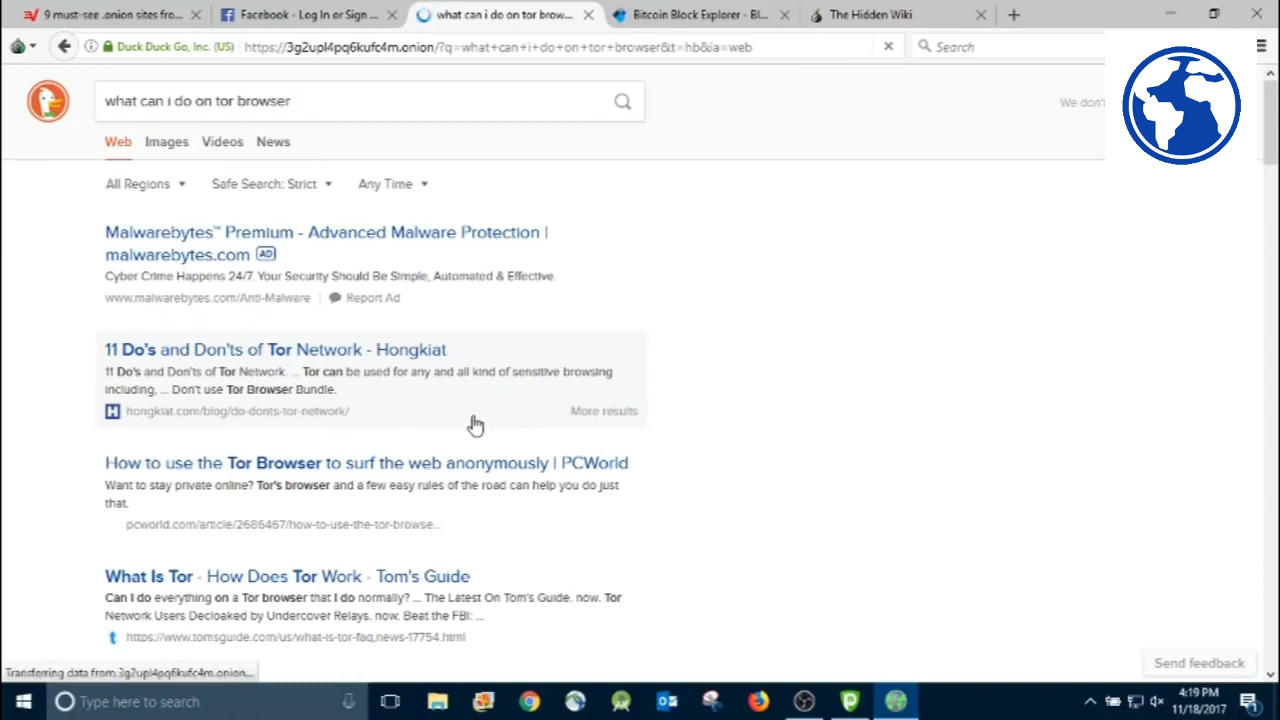 9 must-see .onion sites fro...
Facebook - Log In or Sign ...
what can i do on tor brow...
Bitcoin Block Explorer - Bl...
The Hidden Wiki
Duck Duck Go, Inc. (US)
https://3g2upl4pq6kufc4m.onion/?q=what+can+i+do+on+tor+browser&t=hb&ia=web
Search
what can i do on tor browser
We don't
Web Images Videos News
All Regions Safe Search: Strict Any Time
Malwarebytes™ Premium - Advanced Malware Protection |
malwarebytes.com AD
Cyber Crime Happens 24/7. Your Security Should Be Simple, Automated & Effective.
www.malwarebytes.com/Anti-Malware Report Ad
11 Do's and Don'ts of Tor Network - Hongkiat
11 Do's and Don'ts of Tor Network. ... Tor can be used for any and all kind of sensitive browsing
including, ... Don't use Tor Browser Bundle.
H hongkiat.com/blog/do-donts-tor-network/ More results
How to use the Tor Browser to surf the web anonymously | PCWorld
Want to stay private online? Tor's browser and a few easy rules of the road can help you do just
that.
pcworld.com/article/2686467/how-to-use-the-tor-browse...
What Is Tor - How Does Tor Work - Tom's Guide
Can I do everything on a Tor browser that I do normally? ... The Latest On Tom's Guide. now. Tor
Network Users Decloaked by Undercover Relays. now. Beat the FBI: ...
t https://www.tomsguide.com/us/what-is-tor-faq,news-17754.html
Send feedback
Transferring data from 3g2upl4pq6kufc4m.onion...
Type here to search
4:19 PM
11/18/2017